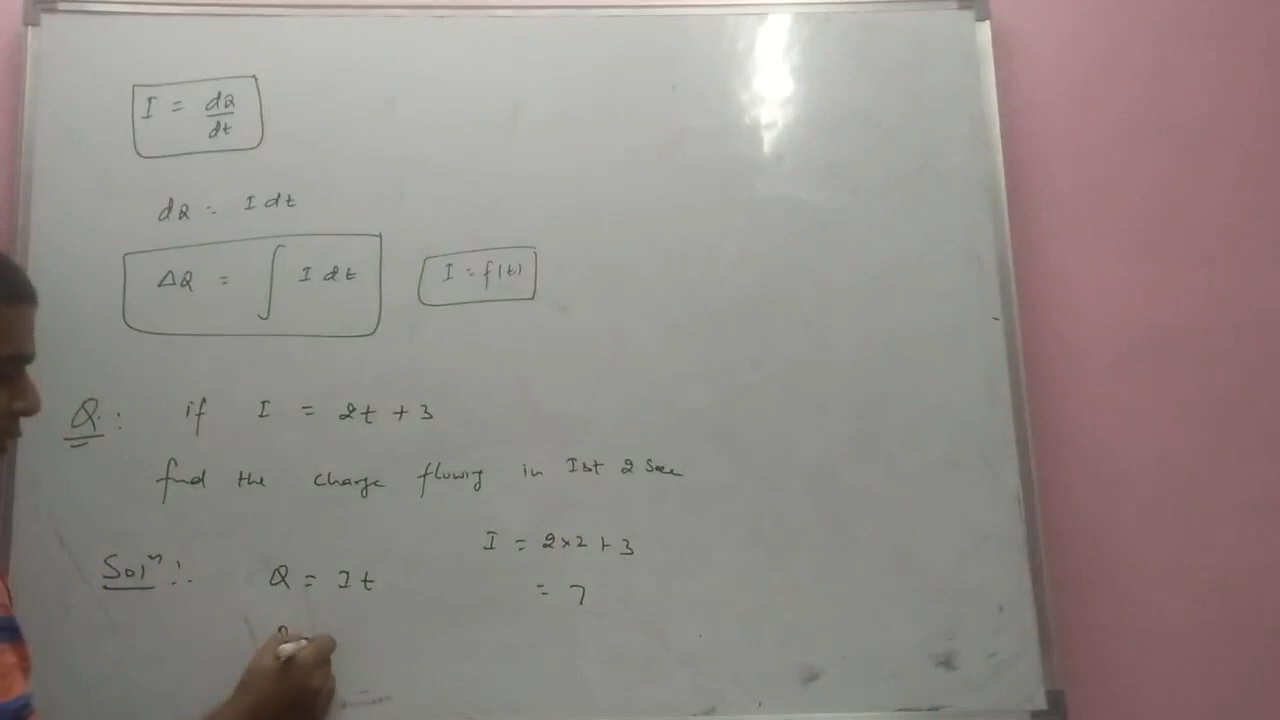 I = dQ/dt
dQ = I dt
ΔQ = ∫ I dt   I = f(t)
Q: if I = 2t + 3
find the charge flowing in Ist 2 Sec
I = 2×2 + 3
Solⁿ ∴ Q = It
= 7